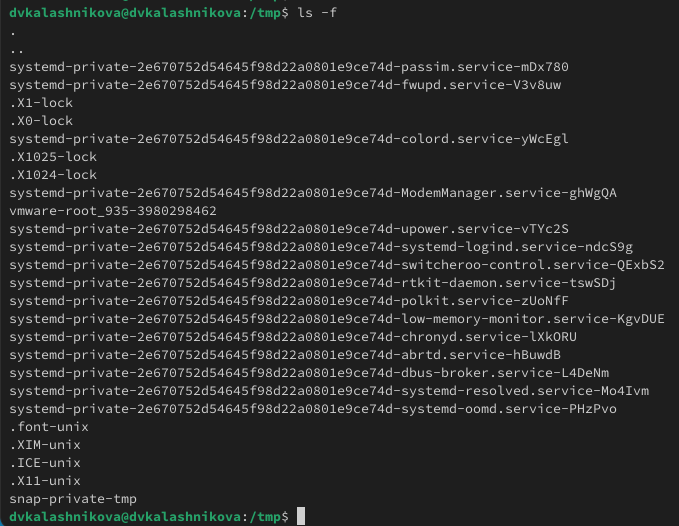 dvkalashnikova@dvkalashnikova:/tmp$ ls -f
.
..
systemd-private-2e670752d54645f98d22a0801e9ce74d-passim.service-mDx780
systemd-private-2e670752d54645f98d22a0801e9ce74d-fwupd.service-V3v8uw
.X1-lock
.X0-lock
systemd-private-2e670752d54645f98d22a0801e9ce74d-colord.service-yWcEgl
.X1025-lock
.X1024-lock
systemd-private-2e670752d54645f98d22a0801e9ce74d-ModemManager.service-ghWgQA
vmware-root_935-3980298462
systemd-private-2e670752d54645f98d22a0801e9ce74d-upower.service-vTYc2S
systemd-private-2e670752d54645f98d22a0801e9ce74d-systemd-logind.service-ndcS9g
systemd-private-2e670752d54645f98d22a0801e9ce74d-switcheroo-control.service-QExbS2
systemd-private-2e670752d54645f98d22a0801e9ce74d-rtkit-daemon.service-tswSDj
systemd-private-2e670752d54645f98d22a0801e9ce74d-polkit.service-zUoNfF
systemd-private-2e670752d54645f98d22a0801e9ce74d-low-memory-monitor.service-KgvDUE
systemd-private-2e670752d54645f98d22a0801e9ce74d-chronyd.service-lXkORU
systemd-private-2e670752d54645f98d22a0801e9ce74d-abrtd.service-hBuwdB
systemd-private-2e670752d54645f98d22a0801e9ce74d-dbus-broker.service-L4DeNm
systemd-private-2e670752d54645f98d22a0801e9ce74d-systemd-resolved.service-Mo4Ivm
systemd-private-2e670752d54645f98d22a0801e9ce74d-systemd-oomd.service-PHzPvo
.font-unix
.XIM-unix
.ICE-unix
.X11-unix
snap-private-tmp
dvkalashnikova@dvkalashnikova:/tmp$